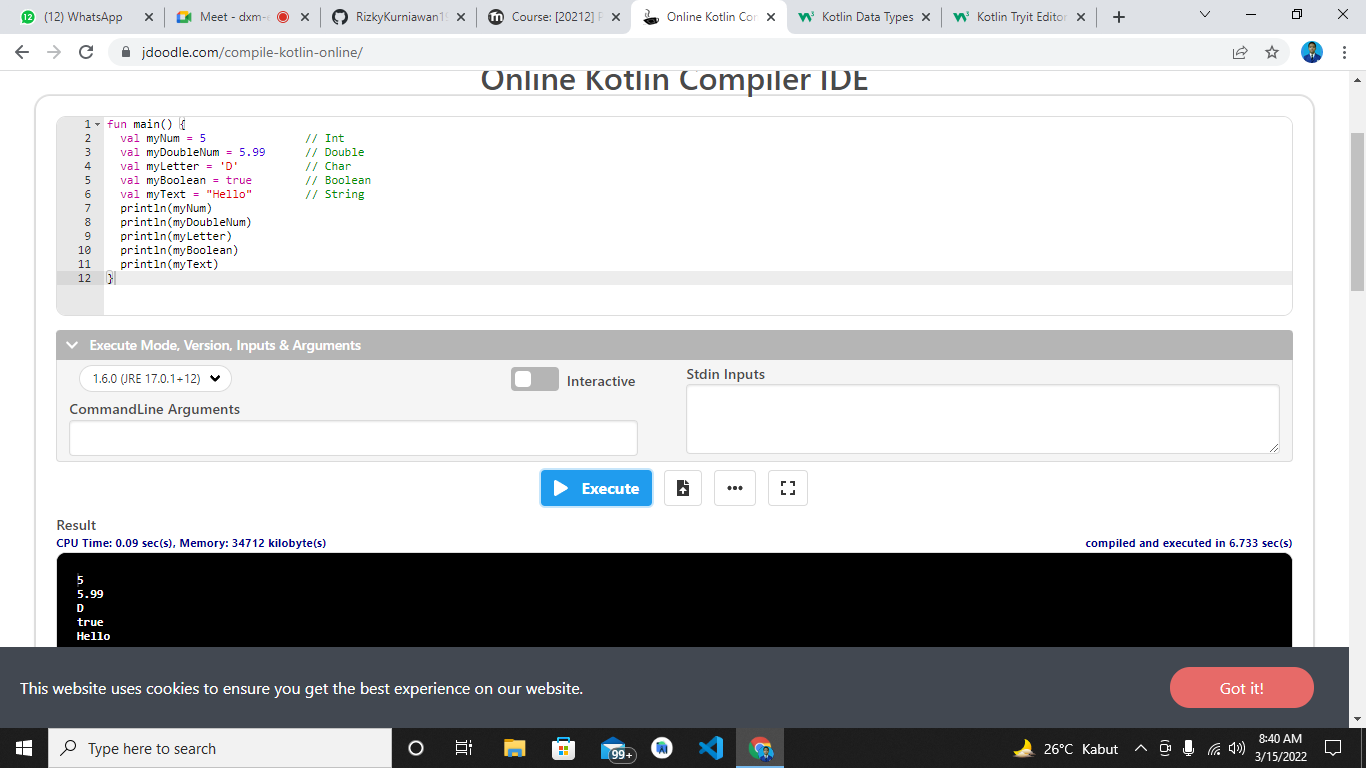 (12) WhatsApp
Meet - dxm-
RizkyKurniawan1
Course: [20212] P
Online Kotlin Co
Kotlin Data Types
Kotlin Tryit Editor
jdoodle.com/compile-kotlin-online/
Online Kotlin Compiler IDE
1 fun main() {
2 val myNum = 5 // Int
3 val myDoubleNum = 5.99 // Double
4 val myLetter = 'D' // Char
5 val myBoolean = true // Boolean
6 val myText = "Hello" // String
7 println(myNum)
8 println(myDoubleNum)
9 println(myLetter)
10 println(myBoolean)
11 println(myText)
12 }
Execute Mode, Version, Inputs & Arguments
1.6.0 (JRE 17.0.1+12)
Interactive
Stdin Inputs
CommandLine Arguments
Execute
Result
CPU Time: 0.09 sec(s), Memory: 34712 kilobyte(s)
compiled and executed in 6.733 sec(s)
5
5.99
D
true
Hello
This website uses cookies to ensure you get the best experience on our website.
Got it!
Type here to search
99+
26°C Kabut
8:40 AM
3/15/2022